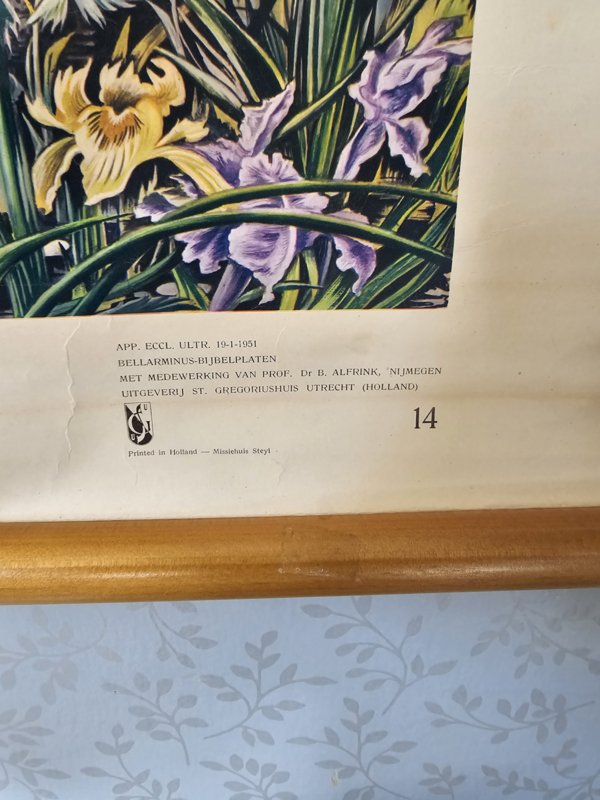 APP. ECCL. ULTR. 19-1-1951
BELLARMINUS-BIJBELPLATEN
MET MEDEWERKING VAN PROF. Dr B. ALFRINK, NIJMEGEN
UITGEVERIJ ST. GREGORIUSHUIS UTRECHT (HOLLAND)
14
Printed in Holland — Missiehuis Steyl